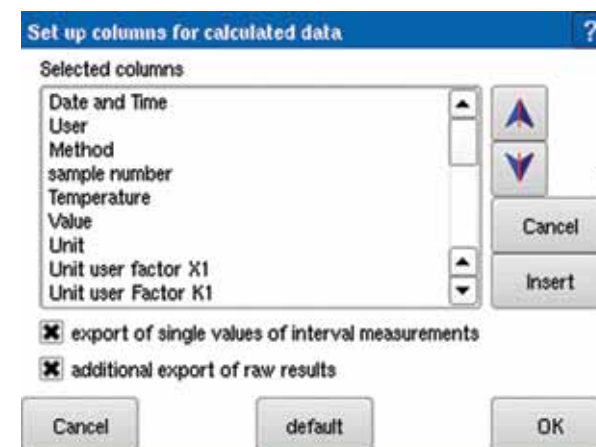 Set up columns for calculated data ?
Selected columns
Date and Time
User
Method
sample number
Temperature
Value
Unit
Unit user factor X1
Unit user Factor K1
Cancel
Insert
export of single values of interval measurements
additional export of raw results
Cancel default OK